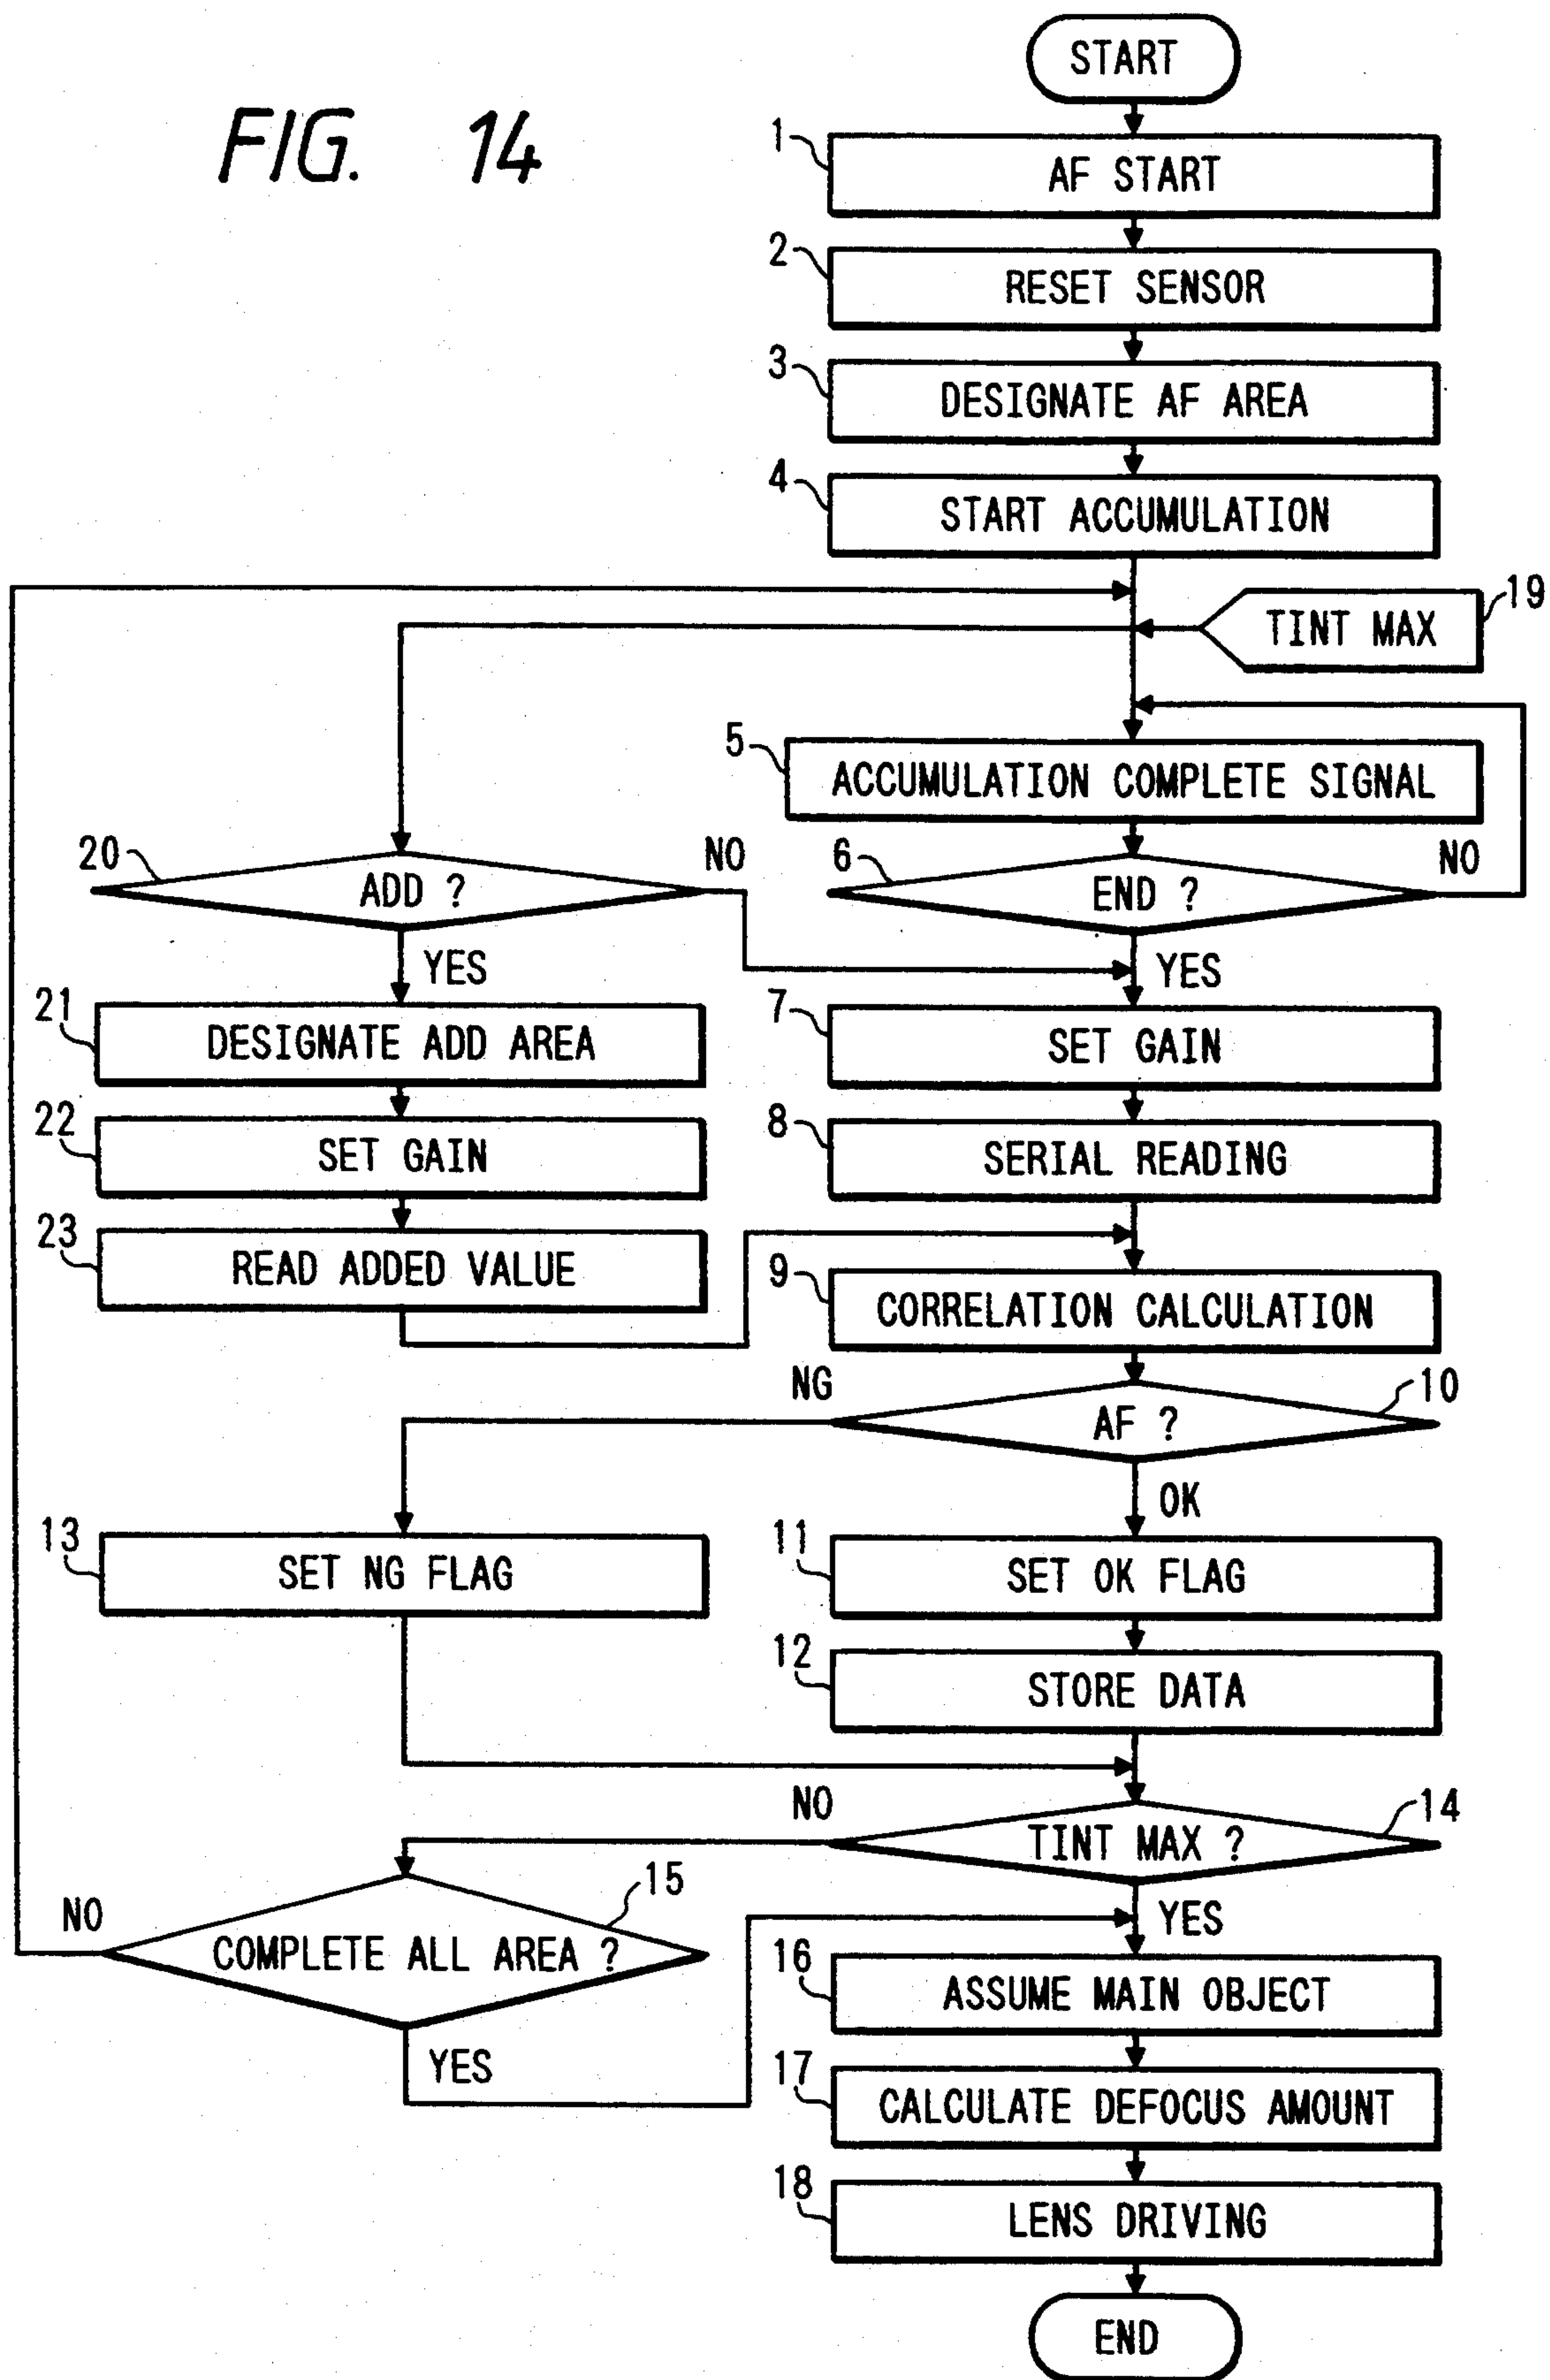 FIG. 14
START
1
AF START
2
RESET SENSOR
3
DESIGNATE AF AREA
4
START ACCUMULATION
19
TINT MAX
5
ACCUMULATION COMPLETE SIGNAL
20
ADD ?
NO
YES
6
END ?
NO
YES
21
DESIGNATE ADD AREA
7
SET GAIN
22
SET GAIN
8
SERIAL READING
23
READ ADDED VALUE
9
CORRELATION CALCULATION
NG
10
AF ?
OK
13
SET NG FLAG
11
SET OK FLAG
12
STORE DATA
NO
14
TINT MAX ?
YES
NO
15
COMPLETE ALL AREA ?
YES
16
ASSUME MAIN OBJECT
17
CALCULATE DEFOCUS AMOUNT
18
LENS DRIVING
END